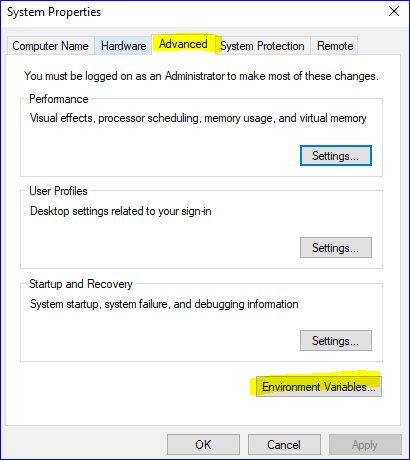 System Properties
Computer Name Hardware Advanced System Protection Remote
You must be logged on as an Administrator to make most of these changes.
Performance
Visual effects, processor scheduling, memory usage, and virtual memory
Settings...
User Profiles
Desktop settings related to your sign-in
Settings...
Startup and Recovery
System startup, system failure, and debugging information
Settings...
Environment Variables...
OK Cancel Apply